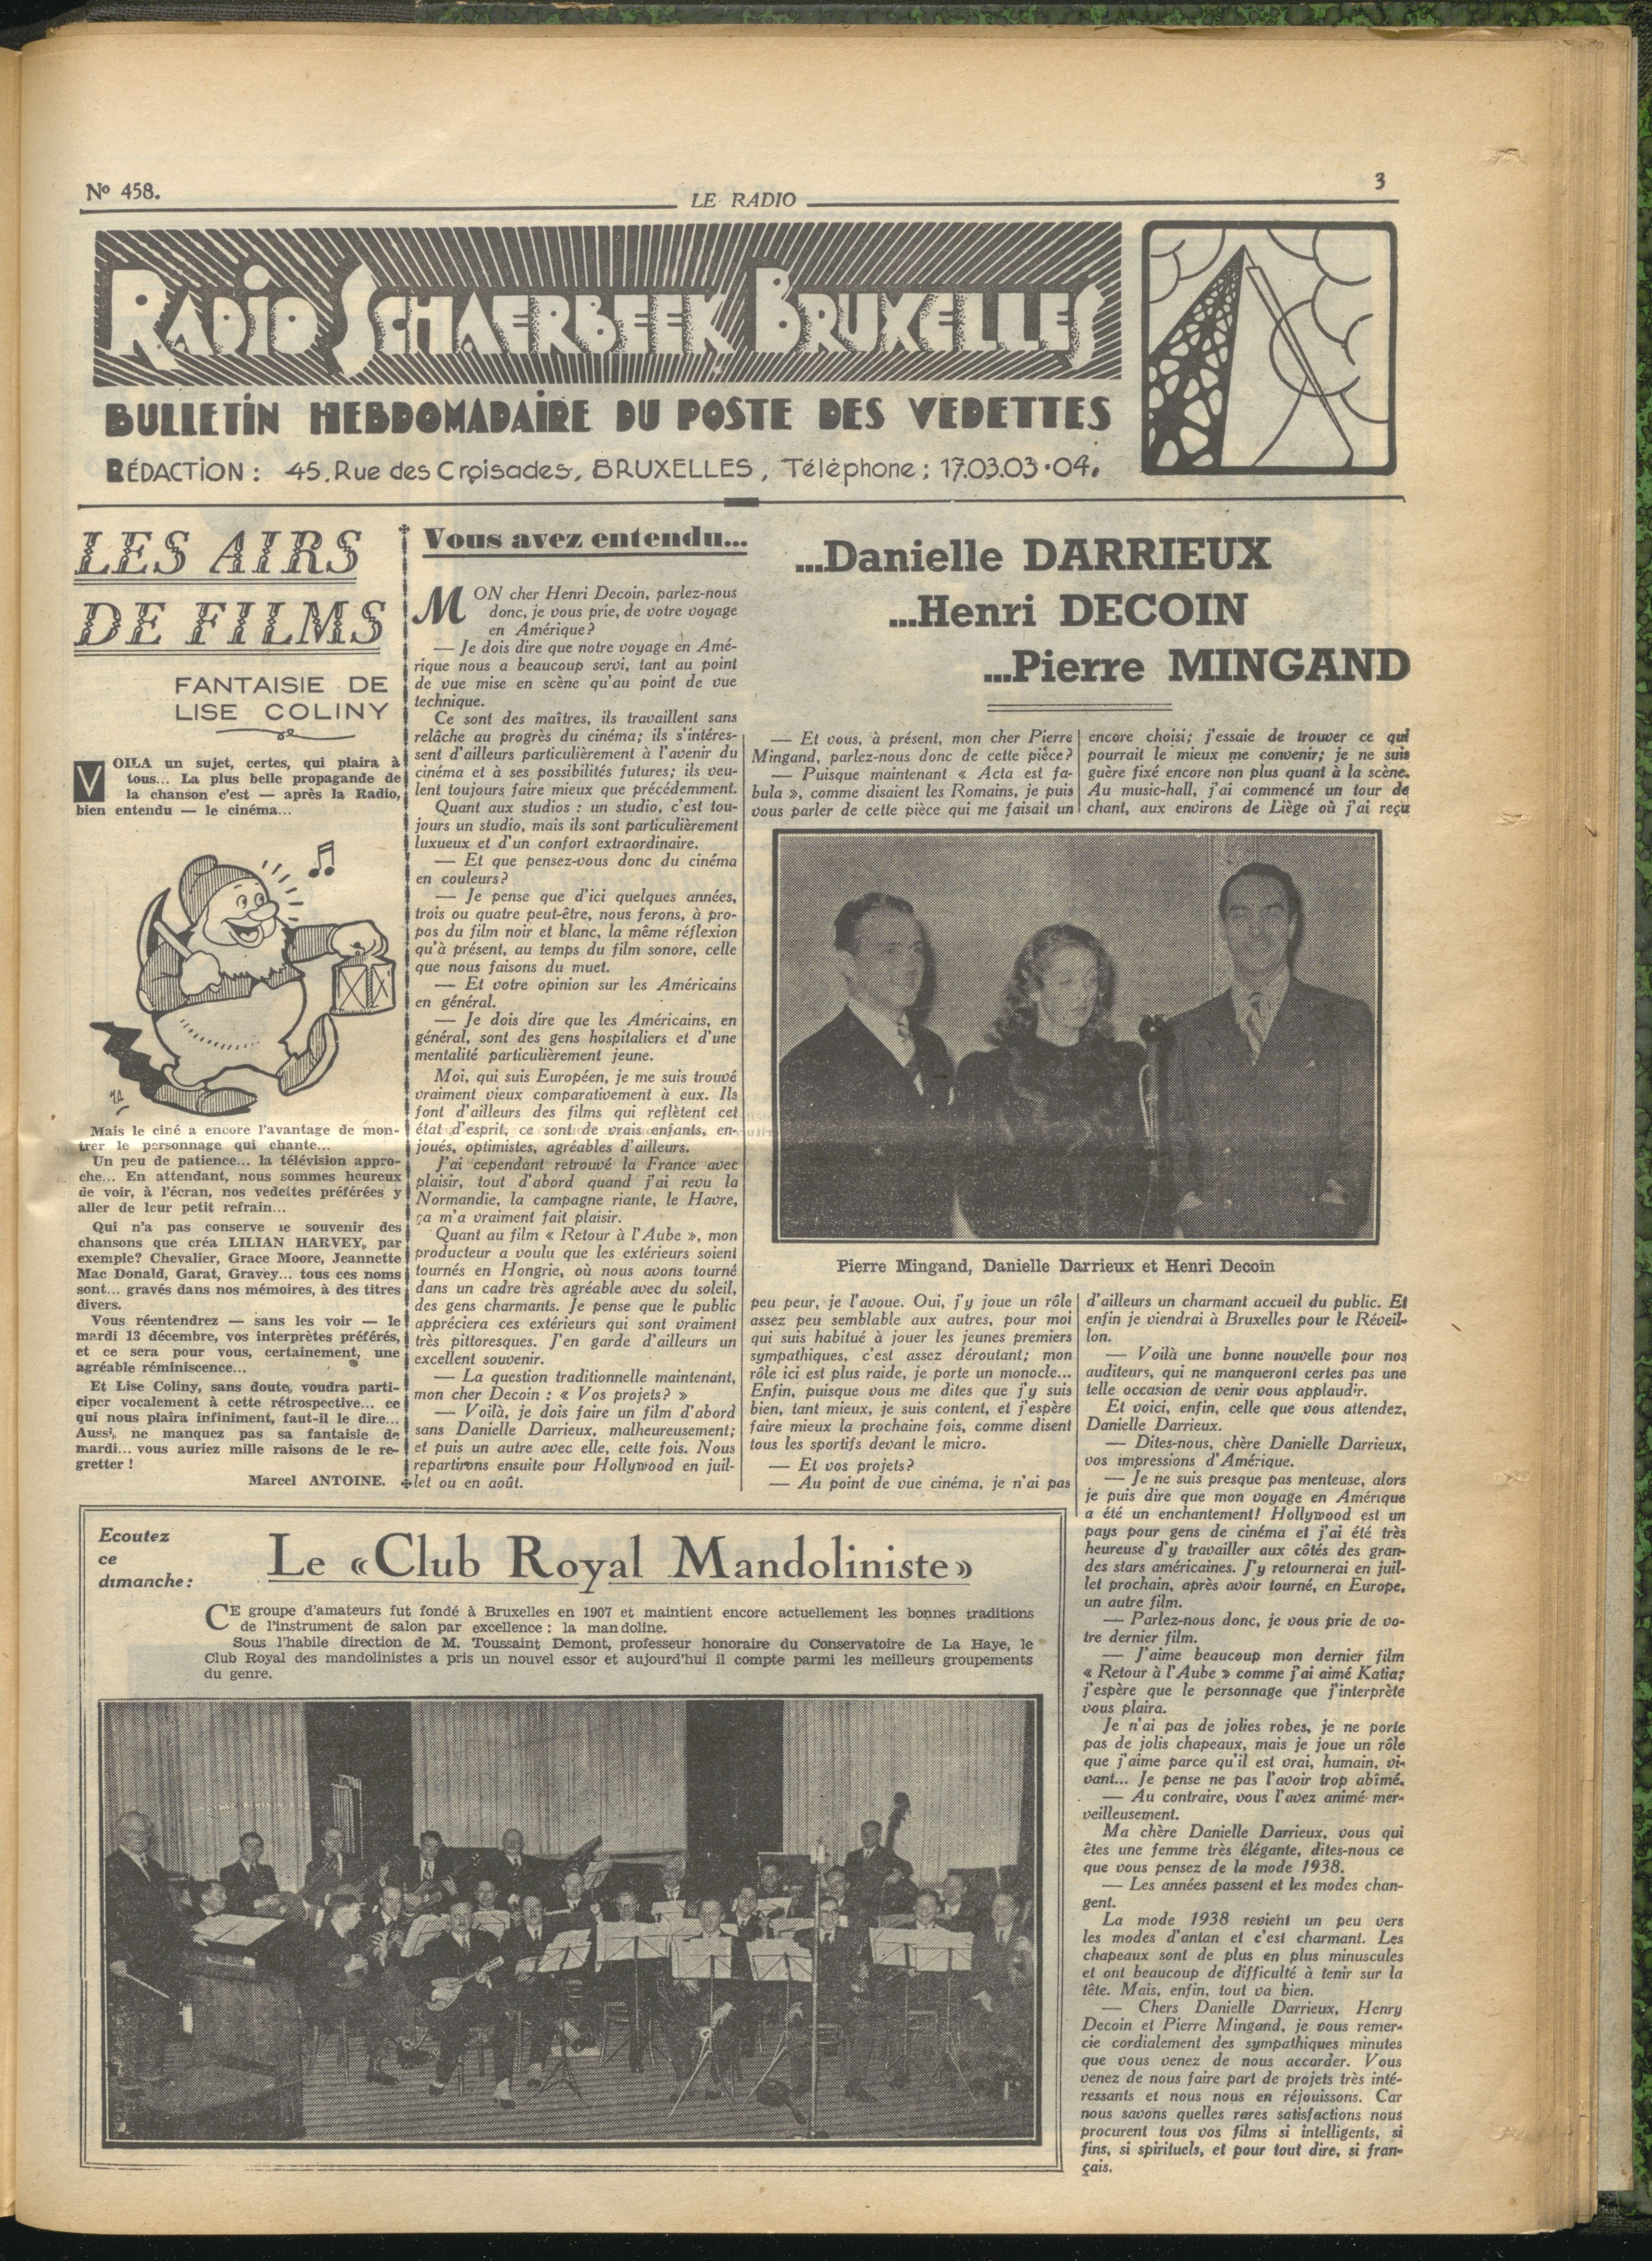 Nº 458.
LE RADIO
3
RADIO SCHAERBEEK BRUXELLES
BULLETIN HEBDOMADAIRE DU POSTE DES VEDETTES
RÉDACTION : 45, Rue des Croisades, BRUXELLES, Téléphone : 17.03.03-04.
LES AIRS
DE FILMS
FANTAISIE DE
LISE COLINY
VOILA un sujet, certes, qui plaira à
tous... La plus belle propagande de
la chanson c'est — après la Radio,
bien entendu — le cinéma...
Mais le ciné a encore l'avantage de mon-
trer le personnage qui chante...
Un peu de patience... la télévision appro-
che... En attendant, nous sommes heureux
de voir, à l'écran, nos vedettes préférées y
aller de leur petit refrain...
Qui n'a pas conserve le souvenir des
chansons que créa LILIAN HARVEY, par
exemple? Chevalier, Grace Moore, Jeannette
Mac Donald, Garat, Gravey... tous ces noms
sont... gravés dans nos mémoires, à des titres
divers.
Vous réentendrez — sans les voir — le
mardi 13 décembre, vos interprètes préférés,
et ce sera pour vous, certainement, une
agréable réminiscence...
Et Lise Coliny, sans doute, voudra parti-
ciper vocalement à cette rétrospective... ce
qui nous plaira infiniment, faut-il le dire...
Aussi, ne manquez pas sa fantaisie de
mardi... vous auriez mille raisons de le re-
gretter !
Marcel ANTOINE.
Vous avez entendu...
...Danielle DARRIEUX
...Henri DECOIN
...Pierre MINGAND
MON cher Henri Decoin, parlez-nous
donc, je vous prie, de votre voyage
en Amérique?
— Je dois dire que notre voyage en Amé-
rique nous a beaucoup servi, tant au point
de vue mise en scène qu'au point de vue
technique.
Ce sont des maîtres, ils travaillent sans
relâche au progrès du cinéma; ils s'intéres-
sent d'ailleurs particulièrement à l'avenir du
cinéma et à ses possibilités futures; ils veu-
lent toujours faire mieux que précédemment.
Quant aux studios : un studio, c'est tou-
jours un studio, mais ils sont particulièrement
luxueux et d'un confort extraordinaire.
— Et que pensez-vous donc du cinéma
en couleurs?
— Je pense que d'ici quelques années,
trois ou quatre peut-être, nous ferons, à pro-
pos du film noir et blanc, la même réflexion
qu'à présent, au temps du film sonore, celle
que nous faisons du muet.
— Et votre opinion sur les Américains
en général.
— Je dois dire que les Américains, en
général, sont des gens hospitaliers et d'une
mentalité particulièrement jeune.
Moi, qui suis Européen, je me suis trouvé
vraiment vieux comparativement à eux. Ils
font d'ailleurs des films qui reflètent cet
état d'esprit, ce sont de vrais enfants, en-
joués, optimistes, agréables d'ailleurs.
J'ai cependant retrouvé la France avec
plaisir, tout d'abord quand j'ai revu la
Normandie, la campagne riante, le Havre,
ça m'a vraiment fait plaisir.
Quant au film « Retour à l'Aube », mon
producteur a voulu que les extérieurs soient
tournés en Hongrie, où nous avons tourné
dans un cadre très agréable avec du soleil,
des gens charmants. Je pense que le public
appréciera ces extérieurs qui sont vraiment
très pittoresques. J'en garde d'ailleurs un
excellent souvenir.
— La question traditionnelle maintenant,
mon cher Decoin : « Vos projets? »
— Voilà, je dois faire un film d'abord
sans Danielle Darrieux, malheureusement;
et puis un autre avec elle, cette fois. Nous
repartirons ensuite pour Hollywood en juil-
let ou en août.
— Et vous, à présent, mon cher Pierre
Mingand, parlez-nous donc de cette pièce?
— Puisque maintenant « Acta est fa-
bula », comme disaient les Romains, je puis
vous parler de cette pièce qui me faisait un
peu peur, je l'avoue. Oui, j'y joue un rôle
assez peu semblable aux autres, pour moi
qui suis habitué à jouer les jeunes premiers
sympathiques, c'est assez déroutant; mon
rôle ici est plus raide, je porte un monocle...
Enfin, puisque vous me dites que j'y suis
bien, tant mieux, je suis content, et j'espère
faire mieux la prochaine fois, comme disent
tous les sportifs devant le micro.
— Et vos projets?
— Au point de vue cinéma, je n'ai pas
encore choisi; j'essaie de trouver ce qui
pourrait le mieux me convenir; je ne suis
guère fixé encore non plus quant à la scène.
Au music-hall, j'ai commencé un tour de
chant, aux environs de Liège où j'ai reçu
Pierre Mingand, Danielle Darrieux et Henri Decoin
d'ailleurs un charmant accueil du public. Et
enfin je viendrai à Bruxelles pour le Réveil-
lon.
— Voilà une bonne nouvelle pour nos
auditeurs, qui ne manqueront certes pas une
telle occasion de venir vous applaudir.
Et voici, enfin, celle que vous attendez,
Danielle Darrieux.
— Dites-nous, chère Danielle Darrieux,
vos impressions d'Amérique.
— Je ne suis presque pas menteuse, alors
je puis dire que mon voyage en Amérique
a été un enchantement! Hollywood est un
pays pour gens de cinéma et j'ai été très
heureuse d'y travailler aux côtés des gran-
des stars américaines. J'y retournerai en juil-
let prochain, après avoir tourné, en Europe,
un autre film.
— Parlez-nous donc, je vous prie de vo-
tre dernier film.
— J'aime beaucoup mon dernier film
« Retour à l'Aube » comme j'ai aimé Katia;
j'espère que le personnage que j'interprète
vous plaira.
Je n'ai pas de jolies robes, je ne porte
pas de jolis chapeaux, mais je joue un rôle
que j'aime parce qu'il est vrai, humain, vi-
vant... Je pense ne pas l'avoir trop abîmé.
— Au contraire, vous l'avez animé mer-
veilleusement.
Ma chère Danielle Darrieux, vous qui
êtes une femme très élégante, dites-nous ce
que vous pensez de la mode 1938.
— Les années passent et les modes chan-
gent.
La mode 1938 revient un peu vers
les modes d'antan et c'est charmant. Les
chapeaux sont de plus en plus minuscules
et ont beaucoup de difficulté à tenir sur la
tête. Mais, enfin, tout va bien.
— Chers Danielle Darrieux, Henry
Decoin et Pierre Mingand, je vous remer-
cie cordialement des sympathiques minutes
que vous venez de nous accorder. Vous
venez de nous faire part de projets très inté-
ressants et nous nous en réjouissons. Car
nous savons quelles rares satisfactions nous
procurent tous vos films si intelligents, si
fins, si spirituels, et pour tout dire, si fran-
çais.
Ecoutez
ce
dimanche :
Le « Club Royal Mandoliniste »
CE groupe d'amateurs fut fondé à Bruxelles en 1907 et maintient encore actuellement les bonnes traditions
de l'instrument de salon par excellence : la mandoline.
Sous l'habile direction de M. Toussaint Demont, professeur honoraire du Conservatoire de La Haye, le
Club Royal des mandolinistes a pris un nouvel essor et aujourd'hui il compte parmi les meilleurs groupements
du genre.